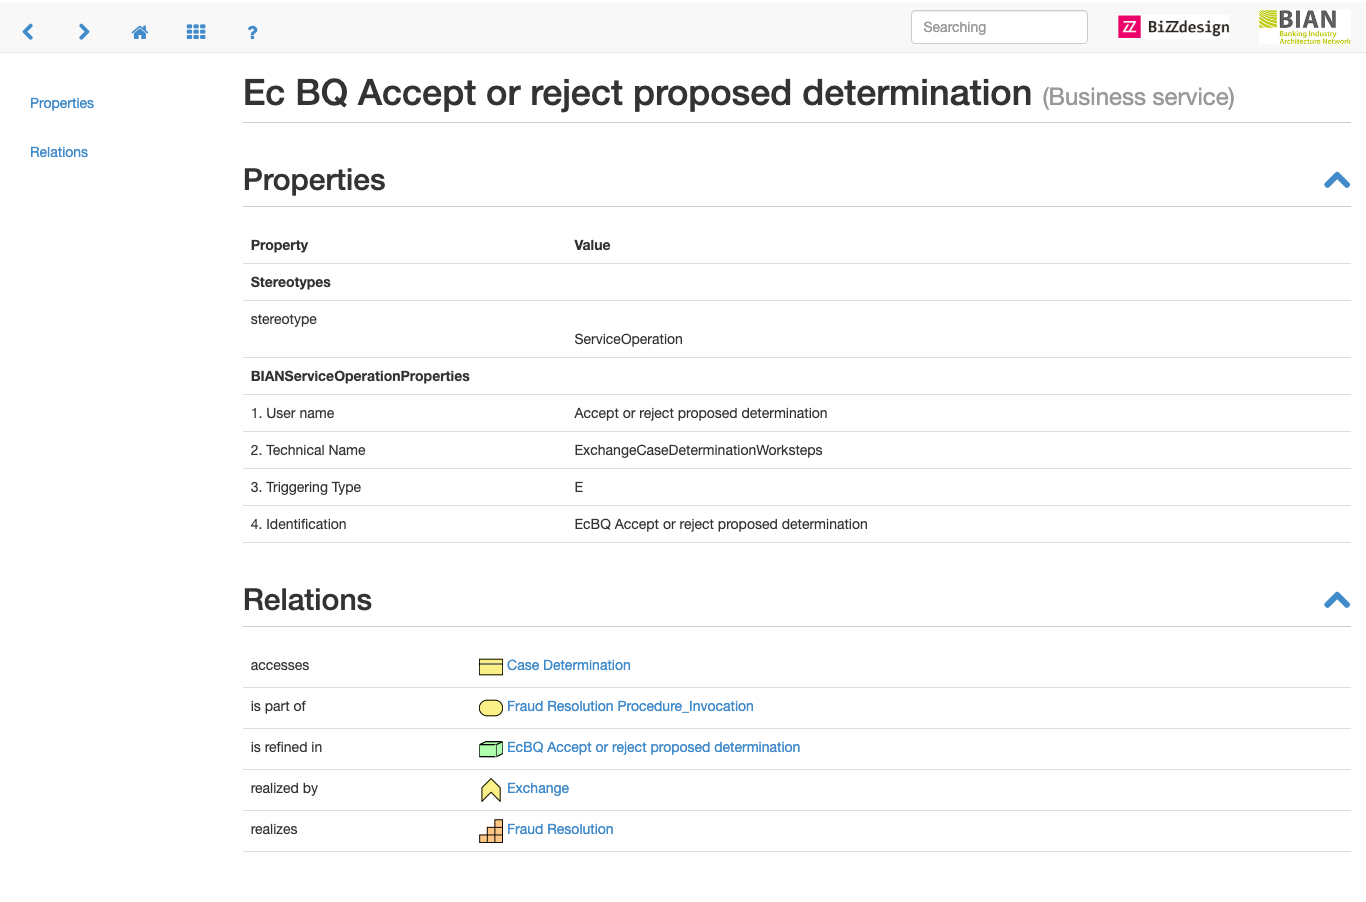 ?
Searching
ZZ BiZZdesign
BIAN
Banking Industry
Architecture Network
Properties
Relations
Ec BQ Accept or reject proposed determination (Business service)
Properties
Property Value
Stereotypes
stereotype
ServiceOperation
BIANServiceOperationProperties
1. User name Accept or reject proposed determination
2. Technical Name ExchangeCaseDeterminationWorksteps
3. Triggering Type E
4. Identification EcBQ Accept or reject proposed determination
Relations
accesses Case Determination
is part of Fraud Resolution Procedure_Invocation
is refined in EcBQ Accept or reject proposed determination
realized by Exchange
realizes Fraud Resolution